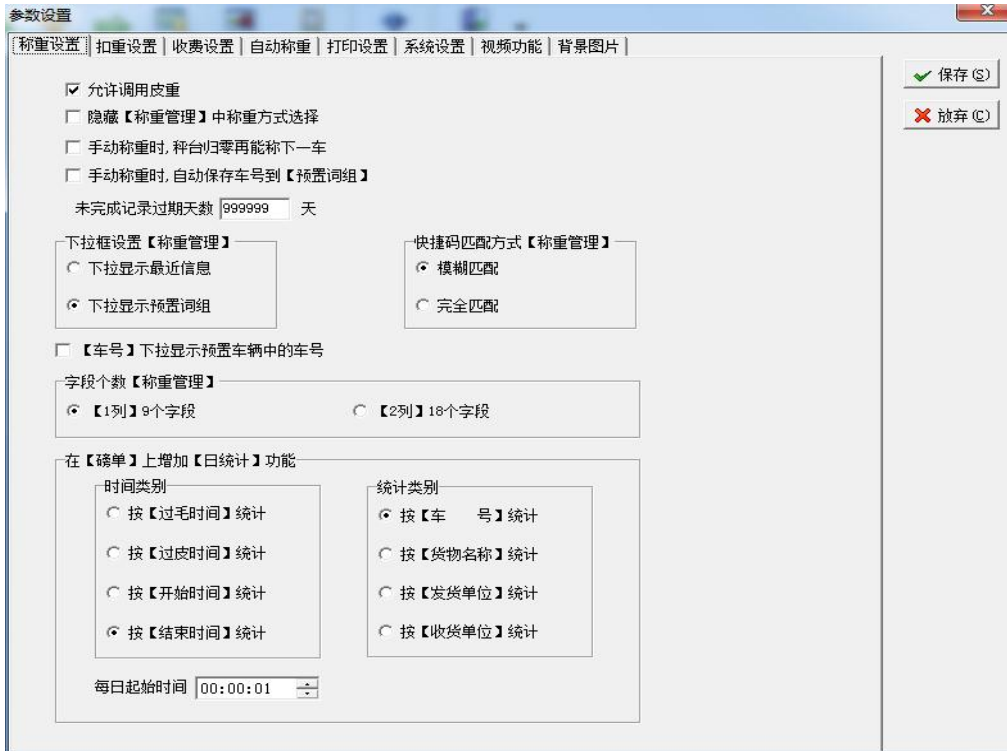 参数设置
称重设置 扣重设置 收费设置 自动称重 打印设置 系统设置 视频功能 背景图片
保存(S)
放弃(C)
允许调用皮重
隐藏【称重管理】中称重方式选择
手动称重时,秤台归零再能称下一车
手动称重时,自动保存车号到【预置词组】
未完成记录过期天数 999999 天
下拉框设置【称重管理】 快捷码匹配方式【称重管理】
下拉显示最近信息 模糊匹配
下拉显示预置词组 完全匹配
【车号】下拉显示预置车辆中的车号
字段个数【称重管理】
【1列】9个字段 【2列】18个字段
在【磅单】上增加【日统计】功能
时间类别 统计类别
按【过毛时间】统计 按【车 号】统计
按【过皮时间】统计 按【货物名称】统计
按【开始时间】统计 按【发货单位】统计
按【结束时间】统计 按【收货单位】统计
每日起始时间 00:00:01